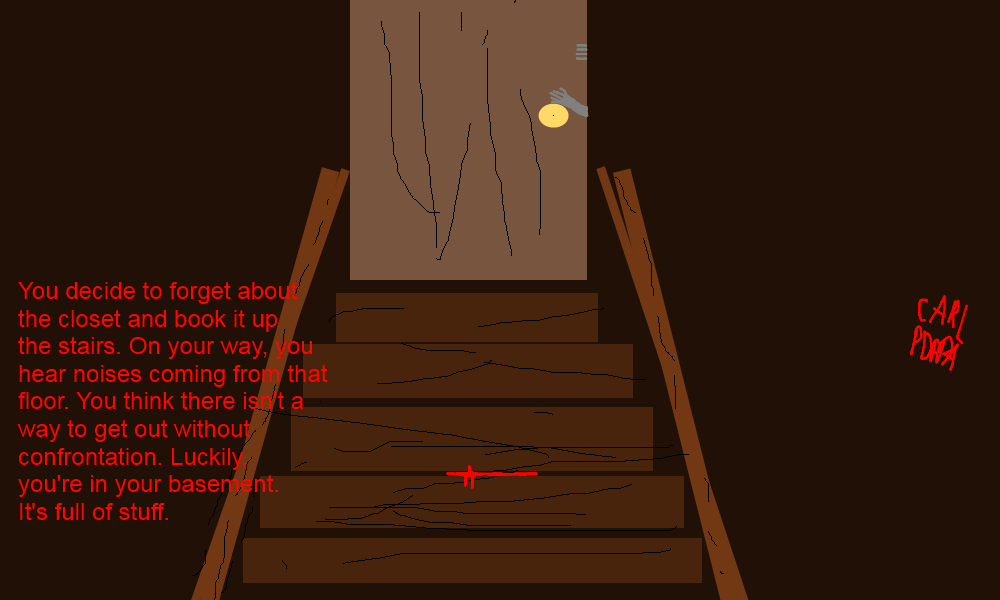 You decide to forget about
the closet and book it up
the stairs. On your way, you
hear noises coming from that
floor. You think there isn't a
way to get out without
confrontation. Luckily
you're in your basement.
It's full of stuff.
CARL